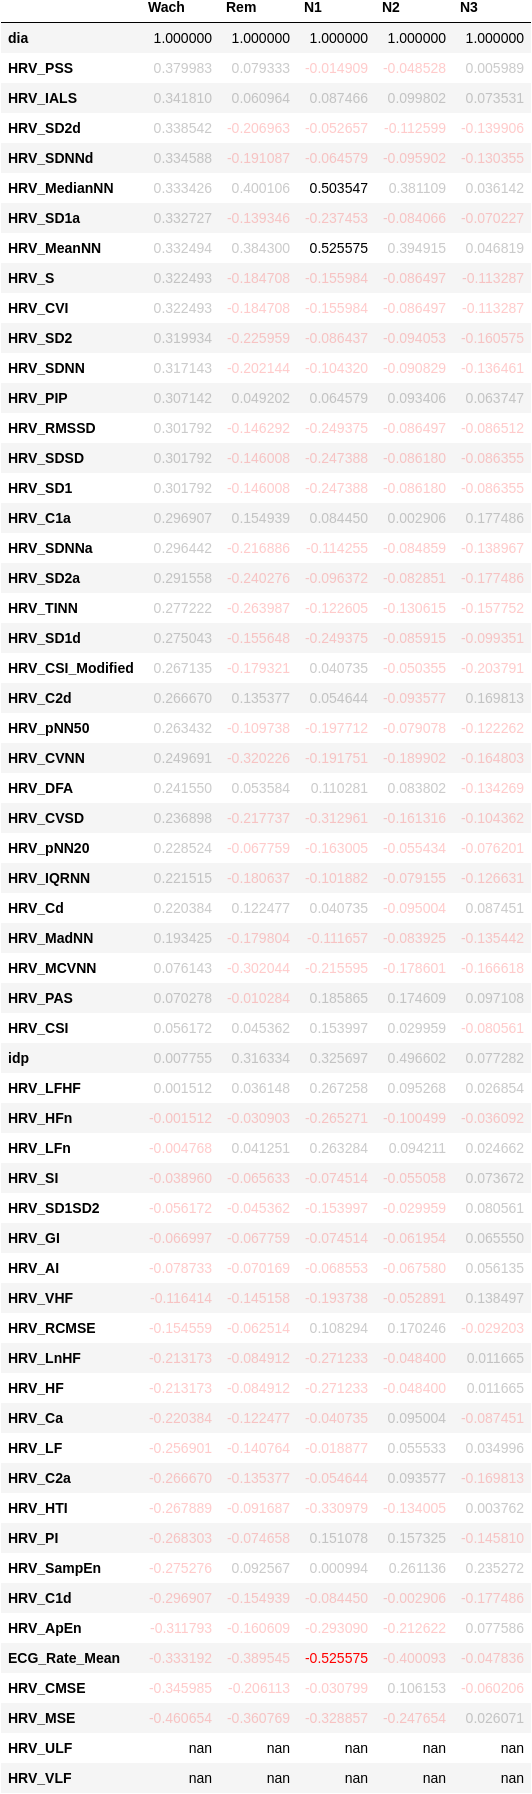 Wach Rem N1 N2 N3
dia 1.000000 1.000000 1.000000 1.000000 1.000000
HRV_PSS 0.379983 0.079333 -0.014909 -0.048528 0.005989
HRV_IALS 0.341810 0.060964 0.087466 0.099802 0.073531
HRV_SD2d 0.338542 -0.206963 -0.052657 -0.112599 -0.139906
HRV_SDNNd 0.334588 -0.191087 -0.064579 -0.095902 -0.130355
HRV_MedianNN 0.333426 0.400106 0.503547 0.381109 0.036142
HRV_SD1a 0.332727 -0.139346 -0.237453 -0.084066 -0.070227
HRV_MeanNN 0.332494 0.384300 0.525575 0.394915 0.046819
HRV_S 0.322493 -0.184708 -0.155984 -0.086497 -0.113287
HRV_CVI 0.322493 -0.184708 -0.155984 -0.086497 -0.113287
HRV_SD2 0.319934 -0.225959 -0.086437 -0.094053 -0.160575
HRV_SDNN 0.317143 -0.202144 -0.104320 -0.090829 -0.136461
HRV_PIP 0.307142 0.049202 0.064579 0.093406 0.063747
HRV_RMSSD 0.301792 -0.146292 -0.249375 -0.086497 -0.086512
HRV_SDSD 0.301792 -0.146008 -0.247388 -0.086180 -0.086355
HRV_SD1 0.301792 -0.146008 -0.247388 -0.086180 -0.086355
HRV_C1a 0.296907 0.154939 0.084450 0.002906 0.177486
HRV_SDNNa 0.296442 -0.216886 -0.114255 -0.084859 -0.138967
HRV_SD2a 0.291558 -0.240276 -0.096372 -0.082851 -0.177486
HRV_TINN 0.277222 -0.263987 -0.122605 -0.130615 -0.157752
HRV_SD1d 0.275043 -0.155648 -0.249375 -0.085915 -0.099351
HRV_CSI_Modified 0.267135 -0.179321 0.040735 -0.050355 -0.203791
HRV_C2d 0.266670 0.135377 0.054644 -0.093577 0.169813
HRV_pNN50 0.263432 -0.109738 -0.197712 -0.079078 -0.122262
HRV_CVNN 0.249691 -0.320226 -0.191751 -0.189902 -0.164803
HRV_DFA 0.241550 0.053584 0.110281 0.083802 -0.134269
HRV_CVSD 0.236898 -0.217737 -0.312961 -0.161316 -0.104362
HRV_pNN20 0.228524 -0.067759 -0.163005 -0.055434 -0.076201
HRV_IQRNN 0.221515 -0.180637 -0.101882 -0.079155 -0.126631
HRV_Cd 0.220384 0.122477 0.040735 -0.095004 0.087451
HRV_MadNN 0.193425 -0.179804 -0.111657 -0.083925 -0.135442
HRV_MCVNN 0.076143 -0.302044 -0.215595 -0.178601 -0.166618
HRV_PAS 0.070278 -0.010284 0.185865 0.174609 0.097108
HRV_CSI 0.056172 0.045362 0.153997 0.029959 -0.080561
idp 0.007755 0.316334 0.325697 0.496602 0.077282
HRV_LFHF 0.001512 0.036148 0.267258 0.095268 0.026854
HRV_HFn -0.001512 -0.030903 -0.265271 -0.100499 -0.036092
HRV_LFn -0.004768 0.041251 0.263284 0.094211 0.024662
HRV_SI -0.038960 -0.065633 -0.074514 -0.055058 0.073672
HRV_SD1SD2 -0.056172 -0.045362 -0.153997 -0.029959 0.080561
HRV_GI -0.066997 -0.067759 -0.074514 -0.061954 0.065550
HRV_AI -0.078733 -0.070169 -0.068553 -0.067580 0.056135
HRV_VHF -0.116414 -0.145158 -0.193738 -0.052891 0.138497
HRV_RCMSE -0.154559 -0.062514 0.108294 0.170246 -0.029203
HRV_LnHF -0.213173 -0.084912 -0.271233 -0.048400 0.011665
HRV_HF -0.213173 -0.084912 -0.271233 -0.048400 0.011665
HRV_Ca -0.220384 -0.122477 -0.040735 0.095004 -0.087451
HRV_LF -0.256901 -0.140764 -0.018877 0.055533 0.034996
HRV_C2a -0.266670 -0.135377 -0.054644 0.093577 -0.169813
HRV_HTI -0.267889 -0.091687 -0.330979 -0.134005 0.003762
HRV_PI -0.268303 -0.074658 0.151078 0.157325 -0.145810
HRV_SampEn -0.275276 0.092567 0.000994 0.261136 0.235272
HRV_C1d -0.296907 -0.154939 -0.084450 -0.002906 -0.177486
HRV_ApEn -0.311793 -0.160609 -0.293090 -0.212622 0.077586
ECG_Rate_Mean -0.333192 -0.389545 -0.525575 -0.400093 -0.047836
HRV_CMSE -0.345985 -0.206113 -0.030799 0.106153 -0.060206
HRV_MSE -0.460654 -0.360769 -0.328857 -0.247654 0.026071
HRV_ULF nan nan nan nan nan
HRV_VLF nan nan nan nan nan